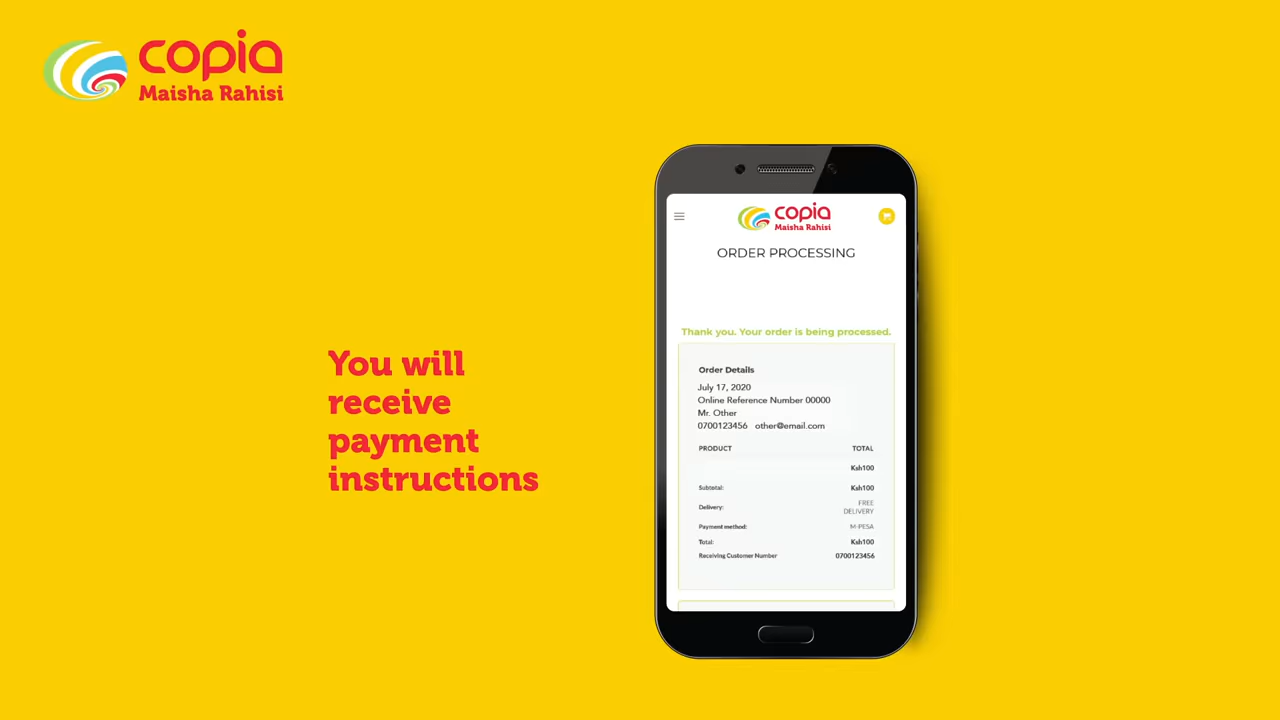 copia
Maisha Rahisi
You will
receive
payment
instructions
copia
Maisha Rahisi
ORDER PROCESSING
Thank you. Your order is being processed.
Order Details
July 17, 2020
Online Reference Number 00000
Mr. Other
0700123456 other@email.com
PRODUCT TOTAL
Ksh100
Subtotal: Ksh100
Delivery: FREE
DELIVERY
Payment method: M-PESA
Total: Ksh100
Receiving Customer Number 0700123456